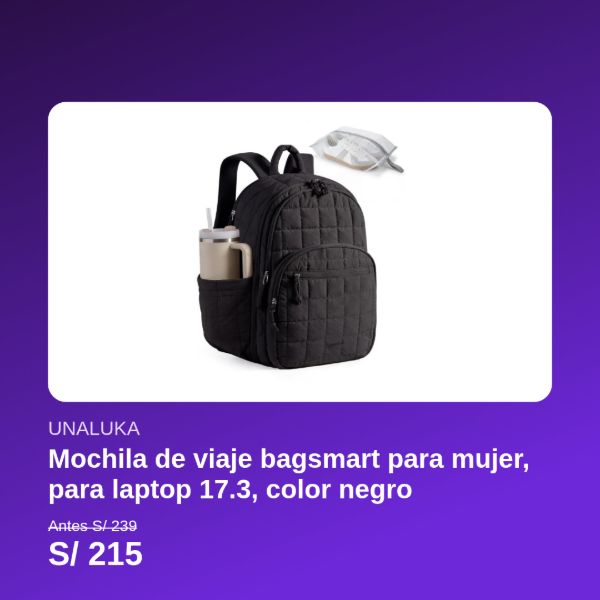 UNALUKA
Mochila de viaje bagsmart para mujer,
para laptop 17.3, color negro
Antes S/ 239
S/ 215